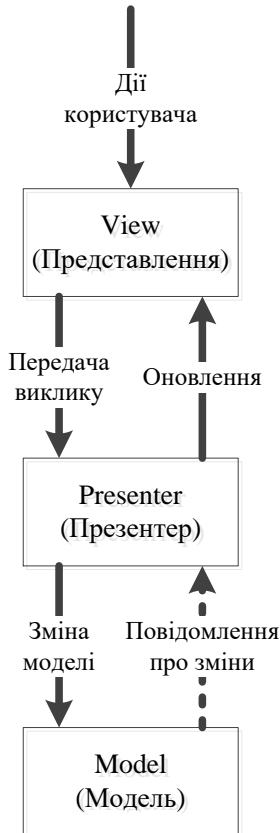 Дії
користувача
View
(Представлення)
Передача
виклику
Оновлення
Presenter
(Презентер)
Зміна
моделі
Повідомлення
про зміни
Model
(Модель)